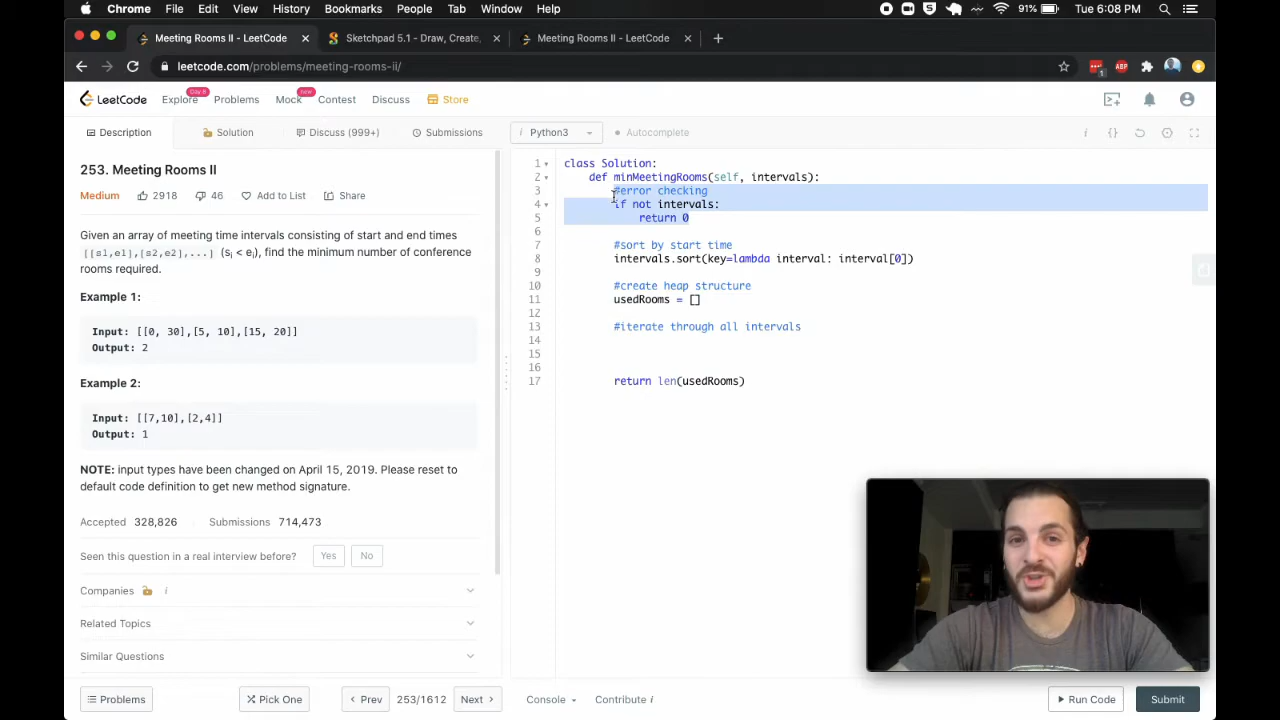 Chrome File Edit View History Bookmarks People Tab Window Help 91% Tue 6:08 PM
Meeting Rooms II - LeetCode Sketchpad 5.1 - Draw, Create, Meeting Rooms II - LeetCode
leetcode.com/problems/meeting-rooms-ii/
LeetCode Explore Day 8 Problems Mock new Contest Discuss Store
Description Solution Discuss (999+) Submissions
i Python3 Autocomplete i {}
253. Meeting Rooms II
Medium 2918 46 Add to List Share
Given an array of meeting time intervals consisting of start and end times
[[s1,e1],[s2,e2],...] (si < ei), find the minimum number of conference
rooms required.
Example 1:
Input: [[0, 30],[5, 10],[15, 20]]
Output: 2
Example 2:
Input: [[7,10],[2,4]]
Output: 1
NOTE: input types have been changed on April 15, 2019. Please reset to
default code definition to get new method signature.
Accepted 328,826 Submissions 714,473
Seen this question in a real interview before? Yes No
Companies i
Related Topics
Similar Questions
1 class Solution:
2 def minMeetingRooms(self, intervals):
3 #error checking
4 if not intervals:
5 return 0
6
7 #sort by start time
8 intervals.sort(key=lambda interval: interval[0])
9
10 #create heap structure
11 usedRooms = []
12
13 #iterate through all intervals
14
15
16
17 return len(usedRooms)
Problems Pick One < Prev 253/1612 Next > Console Contribute i Run Code Submit